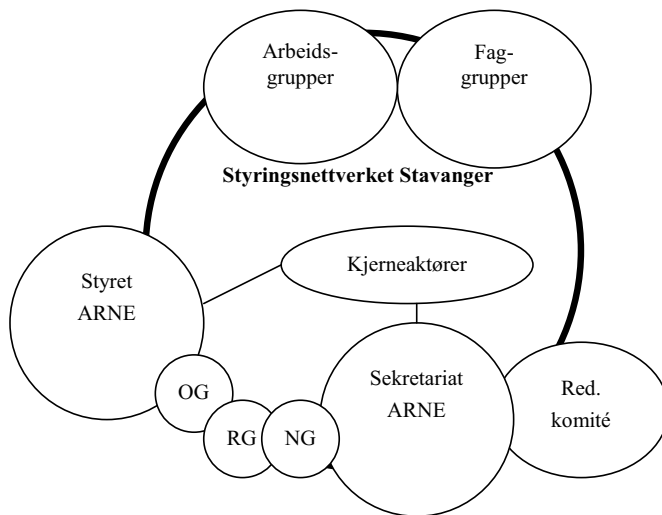 Arbeids-
grupper
Fag-
grupper
Styringsnettverket Stavanger
Kjerneaktører
Styret
ARNE
OG
RG
NG
Sekretariat
ARNE
Red.
komité